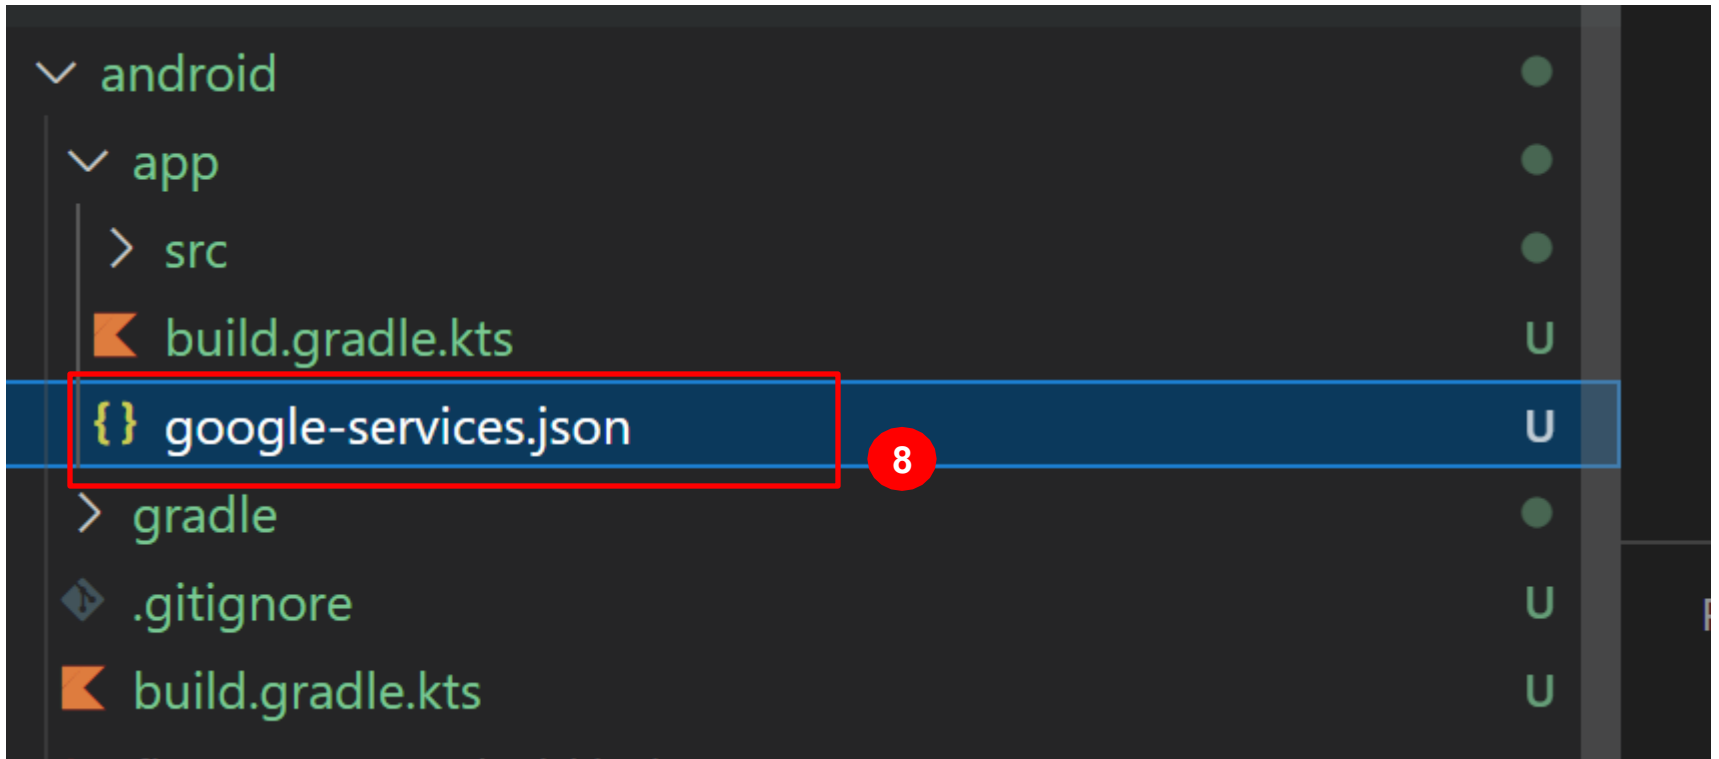 android
app
src
build.gradle.kts U
{} google-services.json U
8
gradle
.gitignore U
build.gradle.kts U